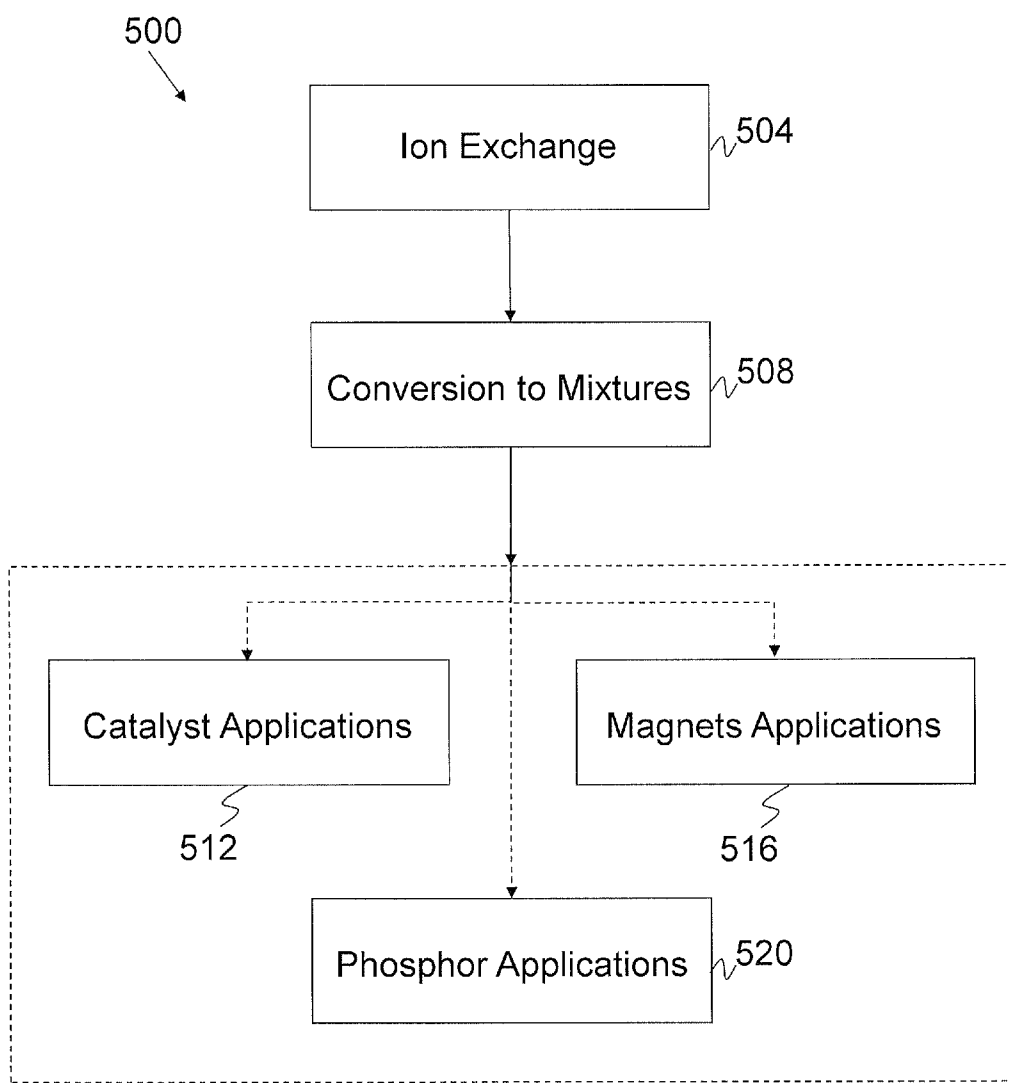 500
Ion Exchange
504
Conversion to Mixtures
508
Catalyst Applications
Magnets Applications
512
516
Phosphor Applications
520